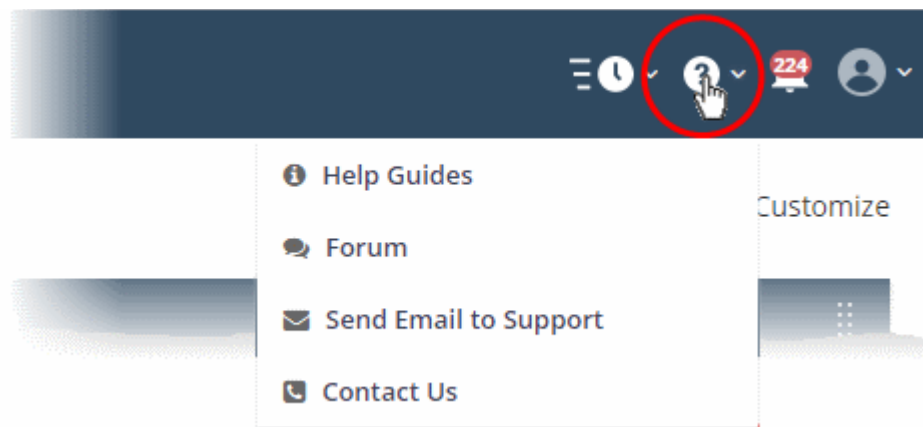 ?
224
Help Guides
Customize
Forum
Send Email to Support
Contact Us